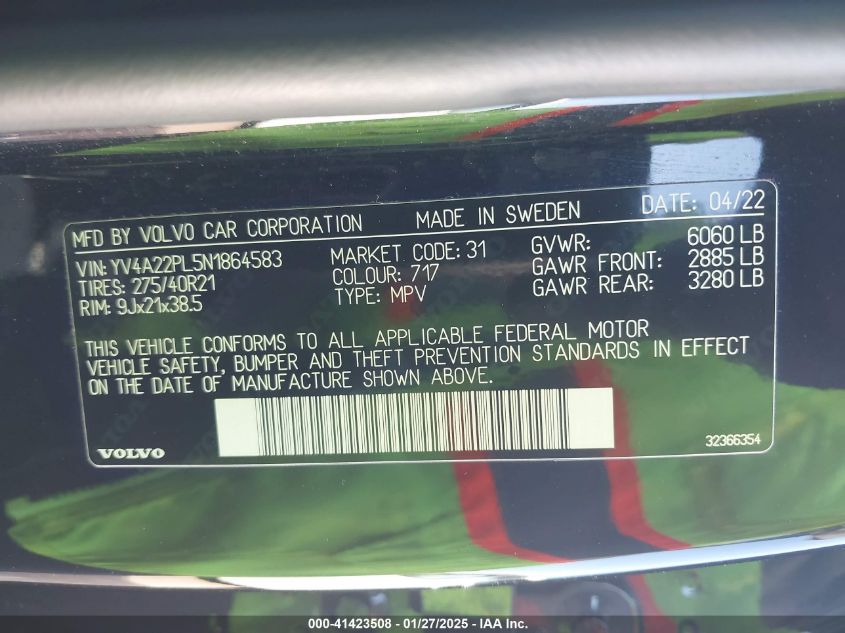 MFD BY VOLVO CAR CORPORATION MADE IN SWEDEN DATE: 04/22
VIN: YV4A22PL5N1864583 MARKET CODE: 31 GVWR: 6060 LB
TIRES: 275/40R21 COLOUR: 717 GAWR FRONT: 2885 LB
RIM: 9Jx21x38.5 TYPE: MPV GAWR REAR: 3280 LB
THIS VEHICLE CONFORMS TO ALL APPLICABLE FEDERAL MOTOR
VEHICLE SAFETY, BUMPER AND THEFT PREVENTION STANDARDS IN EFFECT
ON THE DATE OF MANUFACTURE SHOWN ABOVE.
VOLVO 32366354
000-41423508 - 01/27/2025 - IAA Inc.